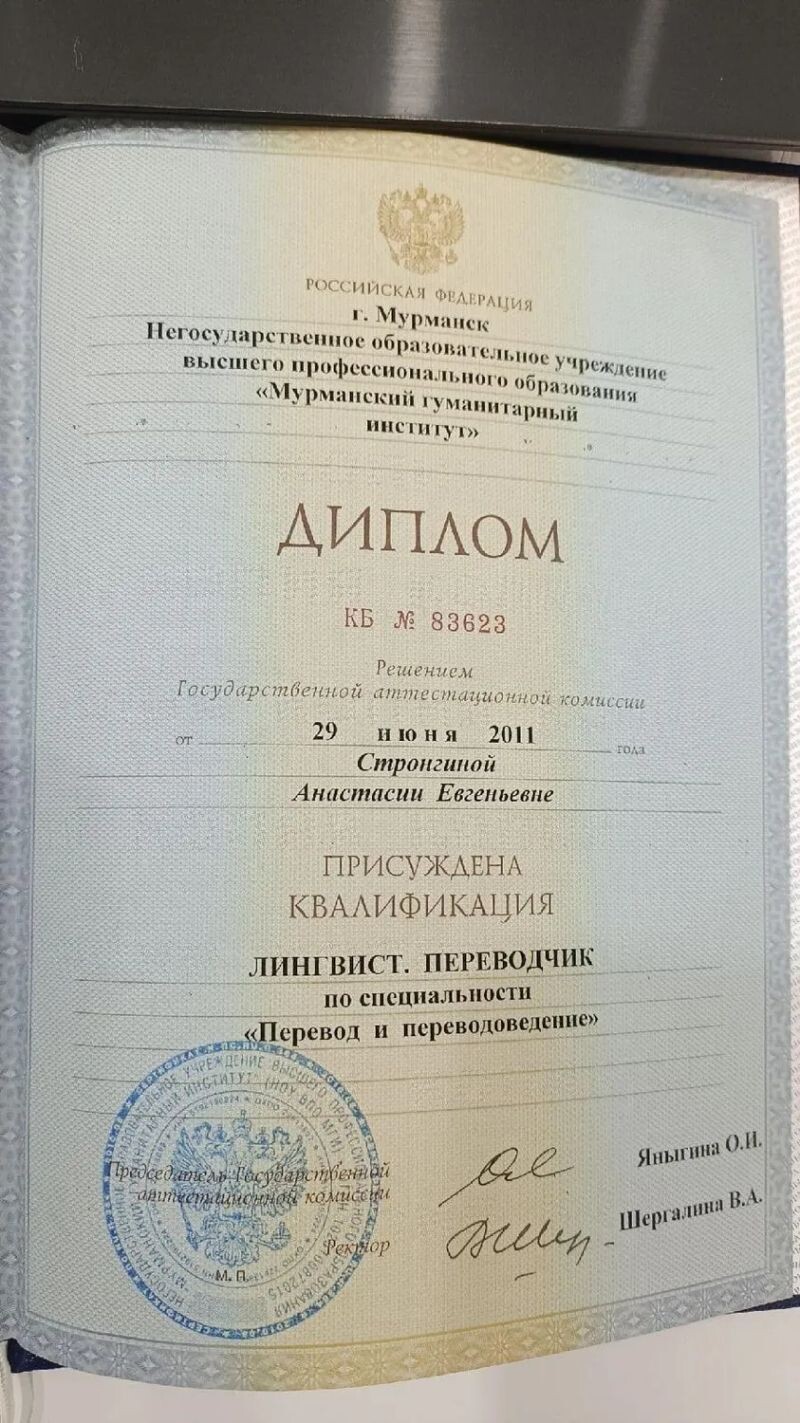 РОССИЙСКАЯ ФЕДЕРАЦИЯ
г. Мурманск
Негосударственное образовательное учреждение
высшего профессионального образования
«Мурманский гуманитарный
институт»
ДИПЛОМ
КБ № 83623
Решением
Государственной аттестационной комиссии
от 29 июня 2011 года
Стронгиной
Анастасии Евгеньевне
ПРИСУЖДЕНА
КВАЛИФИКАЦИЯ
ЛИНГВИСТ. ПЕРЕВОДЧИК
по специальности
«Перевод и переводоведение»
Председатель Государственной
аттестационной комиссии
Яныгина О.И.
Ректор
Шергалина В.А.
М. П.